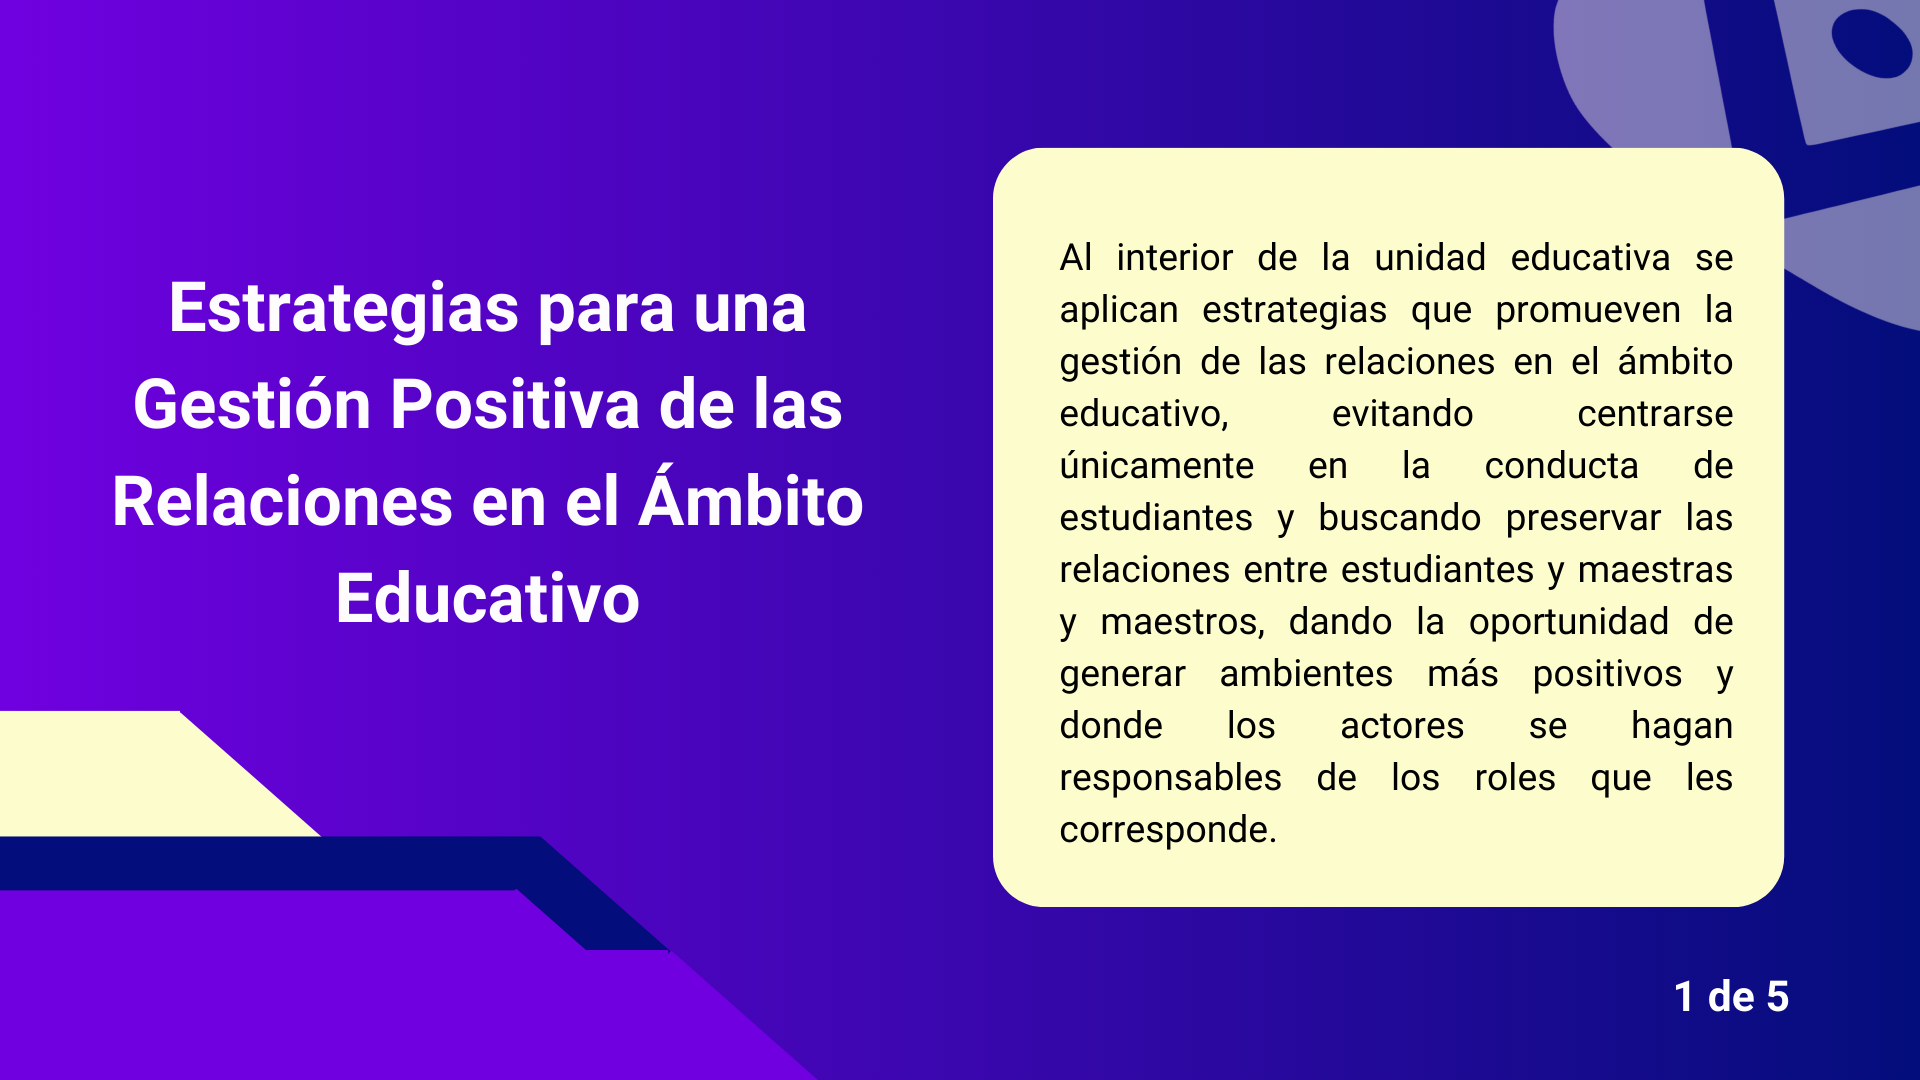 Estrategias para una
Gestión Positiva de las
Relaciones en el Ámbito
Educativo
Al interior de la unidad educativa se
aplican estrategias que promueven la
gestión de las relaciones en el ámbito
educativo, evitando centrarse
únicamente en la conducta de
estudiantes y buscando preservar las
relaciones entre estudiantes y maestras
y maestros, dando la oportunidad de
generar ambientes más positivos y
donde los actores se hagan
responsables de los roles que les
corresponde.
1 de 5